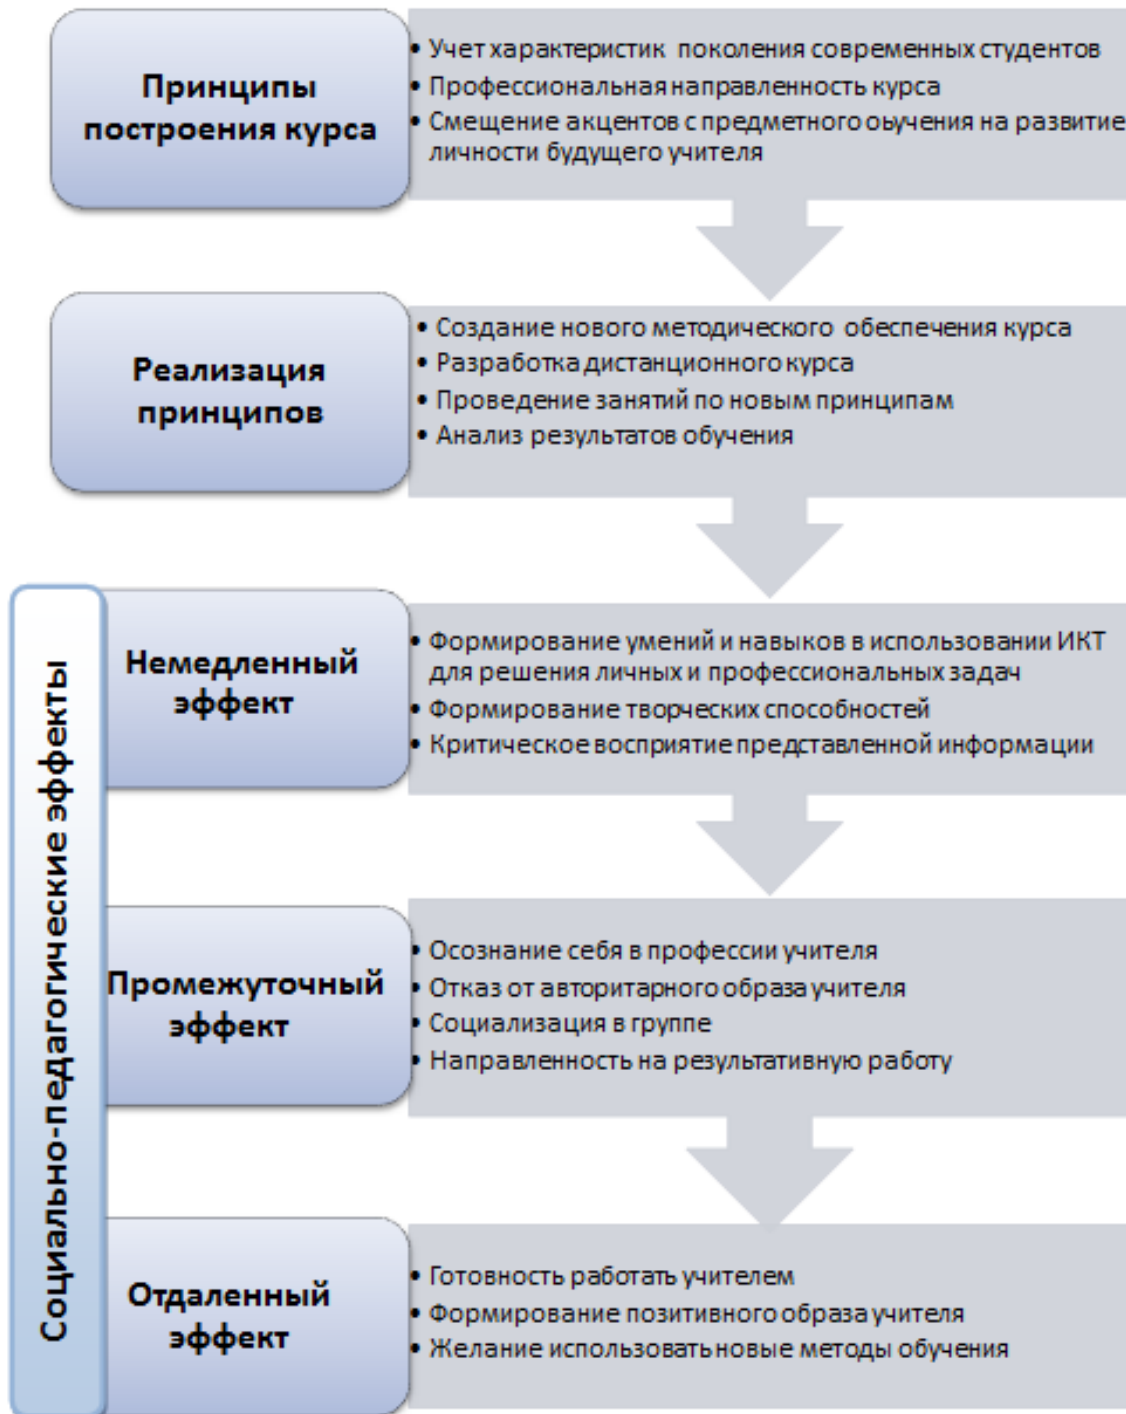 Принципы
построения курса
• Учет характеристик поколения современных студентов
• Профессиональная направленность курса
• Смещение акцентов с предметного оьучения на развитие
личности будущего учителя
Реализация
принципов
• Создание нового методического обеспечения курса
• Разработка дистанционного курса
• Проведение занятий по новым принципам
• Анализ результатов обучения
Социально-педагогические эффекты
Немедленный
эффект
• Формирование умений и навыков в использовании ИКТ
для решения личных и профессиональных задач
• Формирование творческих способностей
• Критическое восприятие представленной информации
Промежуточный
эффект
• Осознание себя в профессии учителя
• Отказ от авторитарного образа учителя
• Социализация в группе
• Направленность на результативную работу
Отдаленный
эффект
• Готовность работать учителем
• Формирование позитивного образа учителя
• Желание использовать новые методы обучения